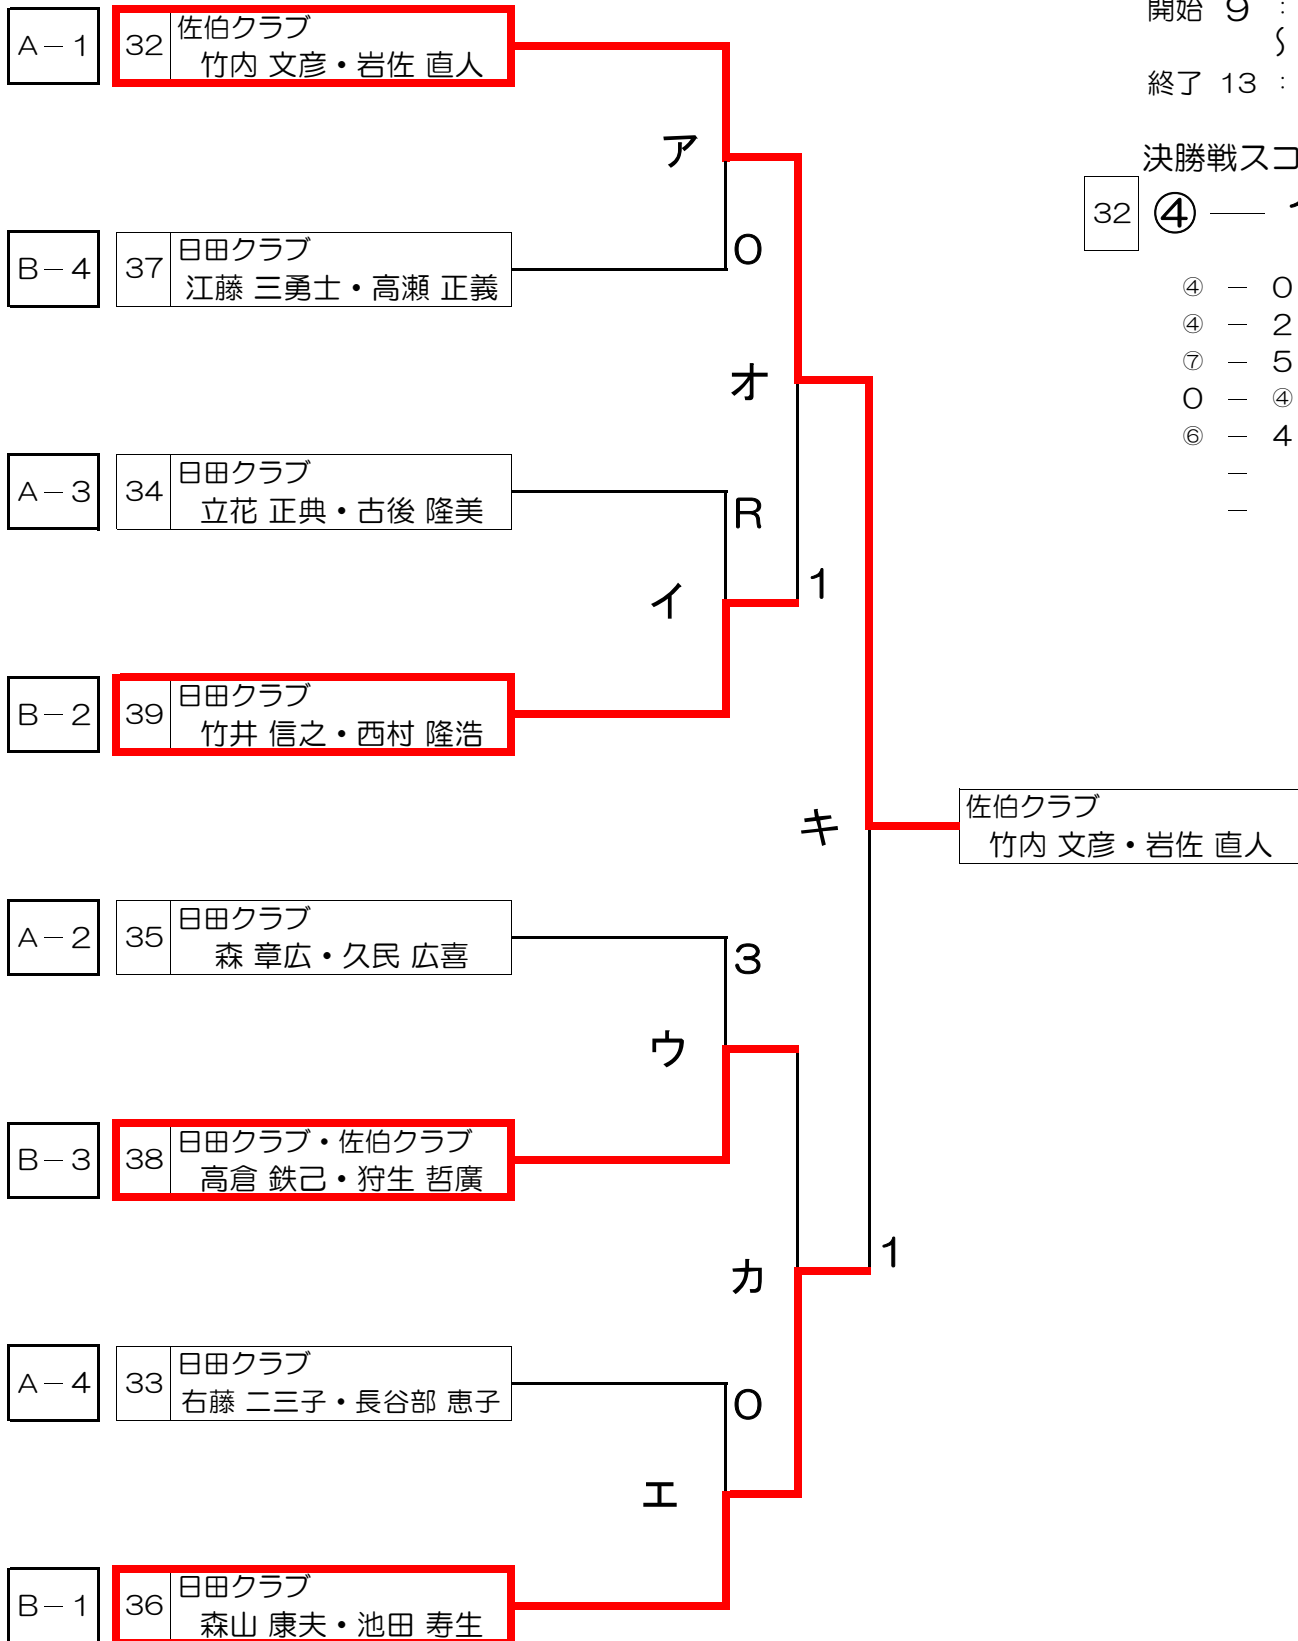 A－1 32 佐伯クラブ
竹内 文彦・岩佐 直人
開始 9 :
～
終了 13 :
ア
決勝戦スコ
32 ④ ―
B－4 37 日田クラブ
江藤 三勇士・高瀬 正義
0
④ － 0
④ － 2
⑦ － 5
0 － ④
⑥ － 4
－
－
オ
A－3 34 日田クラブ
立花 正典・古後 隆美
R
イ
1
B－2 39 日田クラブ
竹井 信之・西村 隆浩
キ
佐伯クラブ
竹内 文彦・岩佐 直人
A－2 35 日田クラブ
森 章広・久民 広喜
3
ウ
B－3 38 日田クラブ・佐伯クラブ
高倉 鉄己・狩生 哲廣
カ
1
A－4 33 日田クラブ
右藤 二三子・長谷部 恵子
0
エ
B－1 36 日田クラブ
森山 康夫・池田 寿生